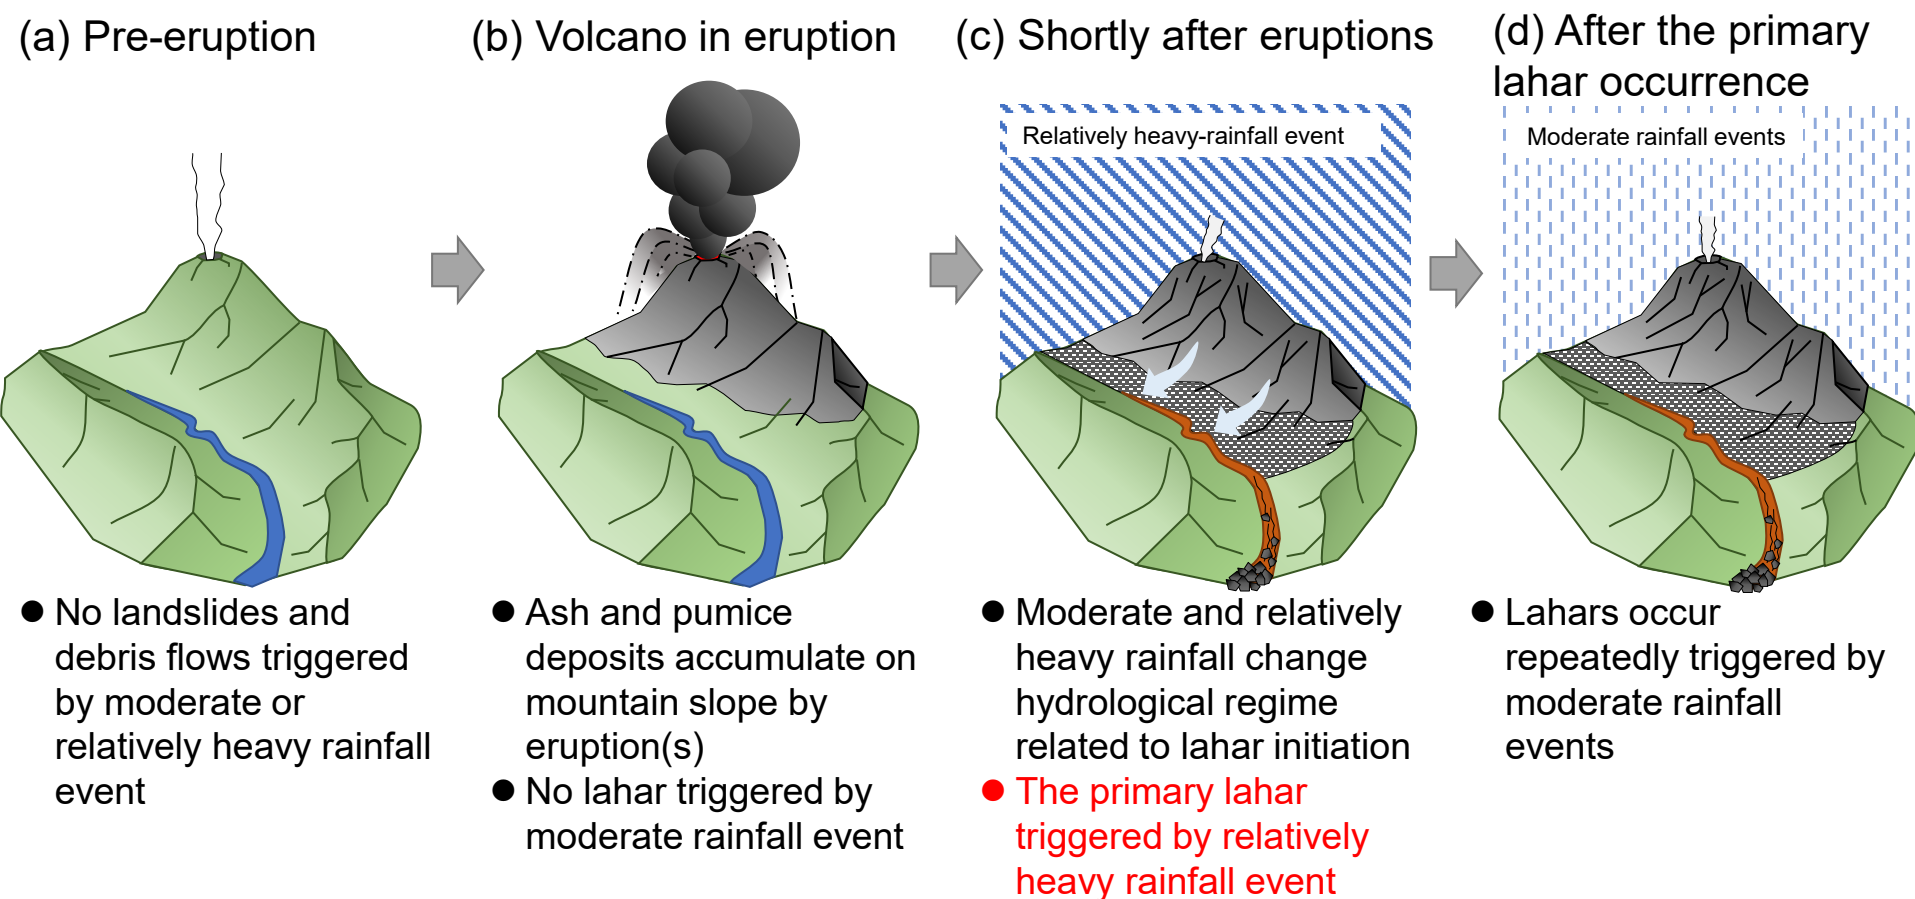 (a) Pre-eruption
No landslides and
debris flows triggered
by moderate or
relatively heavy rainfall
event
(b) Volcano in eruption
Ash and pumice
deposits accumulate on
mountain slope by
eruption(s)
No lahar triggered by
moderate rainfall event
(c) Shortly after eruptions
Relatively heavy-rainfall event
Moderate and relatively
heavy rainfall change
hydrological regime
related to lahar initiation
The primary lahar
triggered by relatively
heavy rainfall event
(d) After the primary
lahar occurrence
Moderate rainfall events
Lahars occur
repeatedly triggered by
moderate rainfall
events